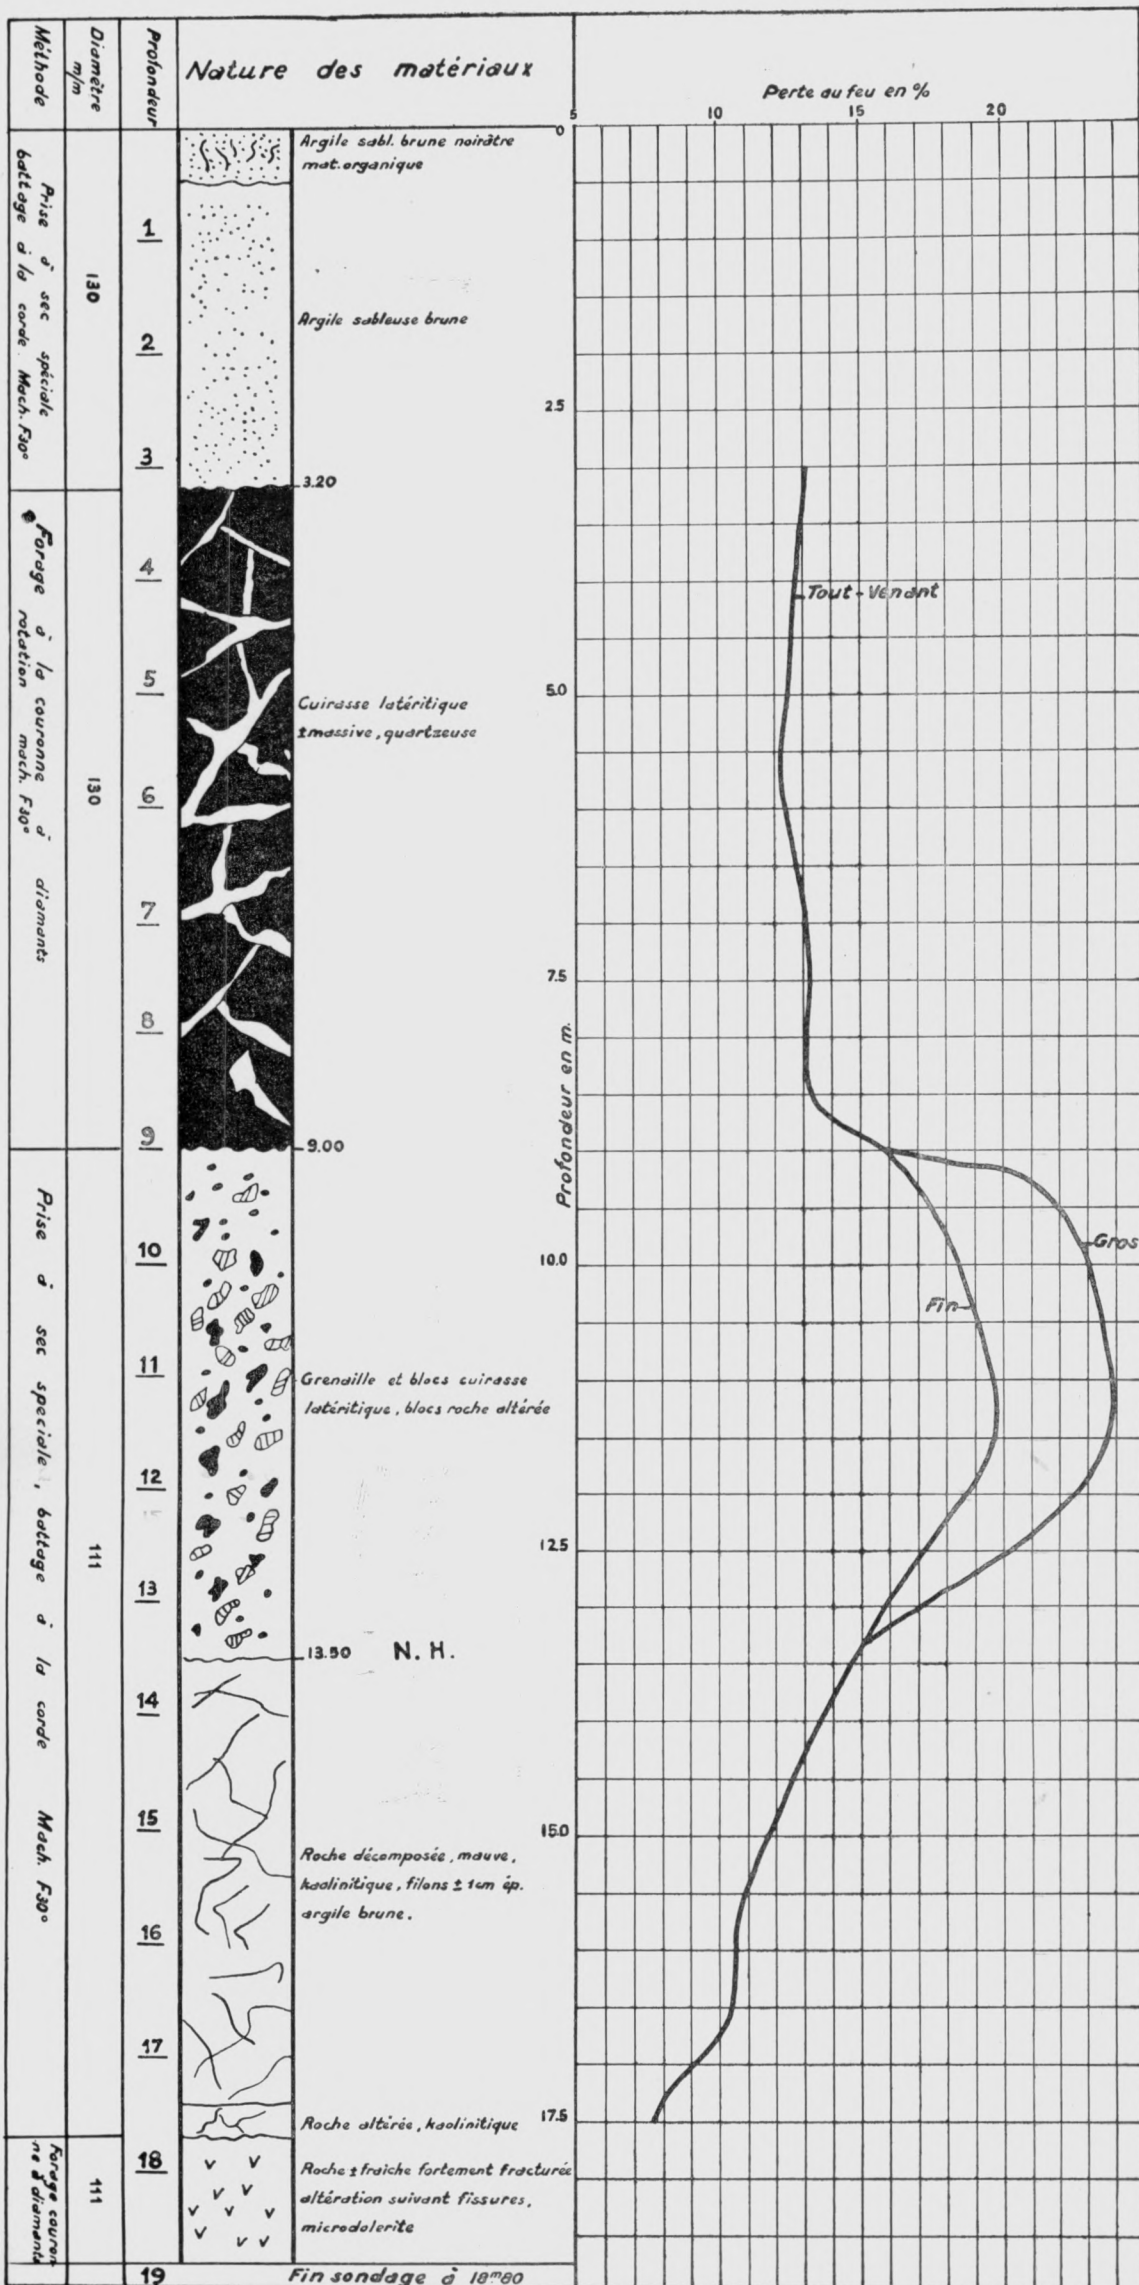 Méthode
Diamètre
m/m
Profondeur
Nature des matériaux
Perte au feu en %
5 10 15 20
Prise à sec spéciale
battage à la corde. Mach. F30°
130
Argile sabl. brune noirâtre
mat. organique
0
1
Argile sableuse brune
2
2.5
3
3.20
Forage à la couronne à diamants
rotation mach. F30°
130
4
Tout-Venant
5
5.0
Cuirasse latéritique
±massive, quartzeuse
6
7
7.5
8
Profondeur en m.
9
9.00
Prise à sec speciale, battage à la corde Mach. F30°
111
10
10.0
Gros
Fin
11
Grenaille et blocs cuirasse
latéritique, blocs roche altérée
12
12.5
13
13.50 N. H.
14
15
15.0
Roche décomposée, mauve,
kaolinitique, filons ± 1cm ép.
argile brune.
16
17
17.5
Roche altérée, kaolinitique
Forage couron-
ne à diamants
111
18
Roche ± fraîche fortement fracturée
altération suivant fissures,
microdolerite
19
Fin sondage à 18m80